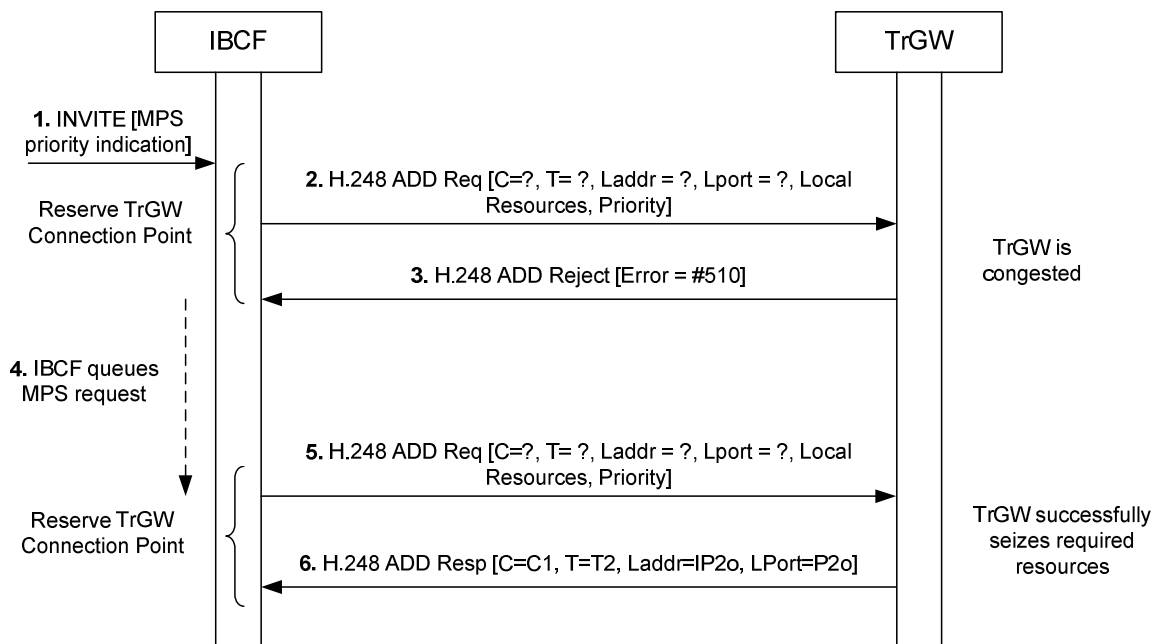 IBCF
TrGW
1. INVITE [MPS
priority indication]
2. H.248 ADD Req [C=?, T= ?, Laddr = ?, Lport = ?, Local
Resources, Priority]
Reserve TrGW
Connection Point
TrGW is
congested
3. H.248 ADD Reject [Error = #510]
4. IBCF queues
MPS request
5. H.248 ADD Req [C=?, T= ?, Laddr = ?, Lport = ?, Local
Resources, Priority]
Reserve TrGW
Connection Point
TrGW successfully
seizes required
resources
6. H.248 ADD Resp [C=C1, T=T2, Laddr=IP2o, LPort=P2o]